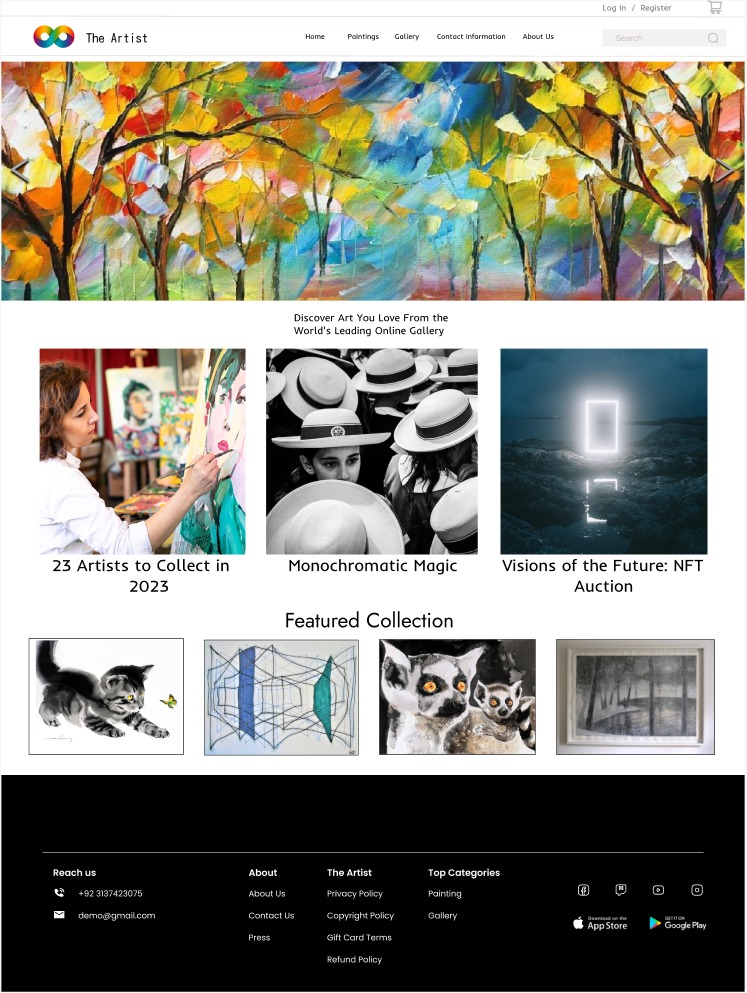 Log In / Register
The Artist
Home
Paintings
Gallery
Contact Information
About Us
Search
Discover Art You Love From the
World's Leading Online Gallery
23 Artists to Collect in
2023
Monochromatic Magic
Visions of the Future: NFT
Auction
Featured Collection
Reach us
+92 3137423075
demo@gmail.com
About
About Us
Contact Us
Press
The Artist
Privacy Policy
Copyright Policy
Gift Card Terms
Refund Policy
Top Categories
Painting
Gallery
Download on the
App Store
GET IT ON
Google Play